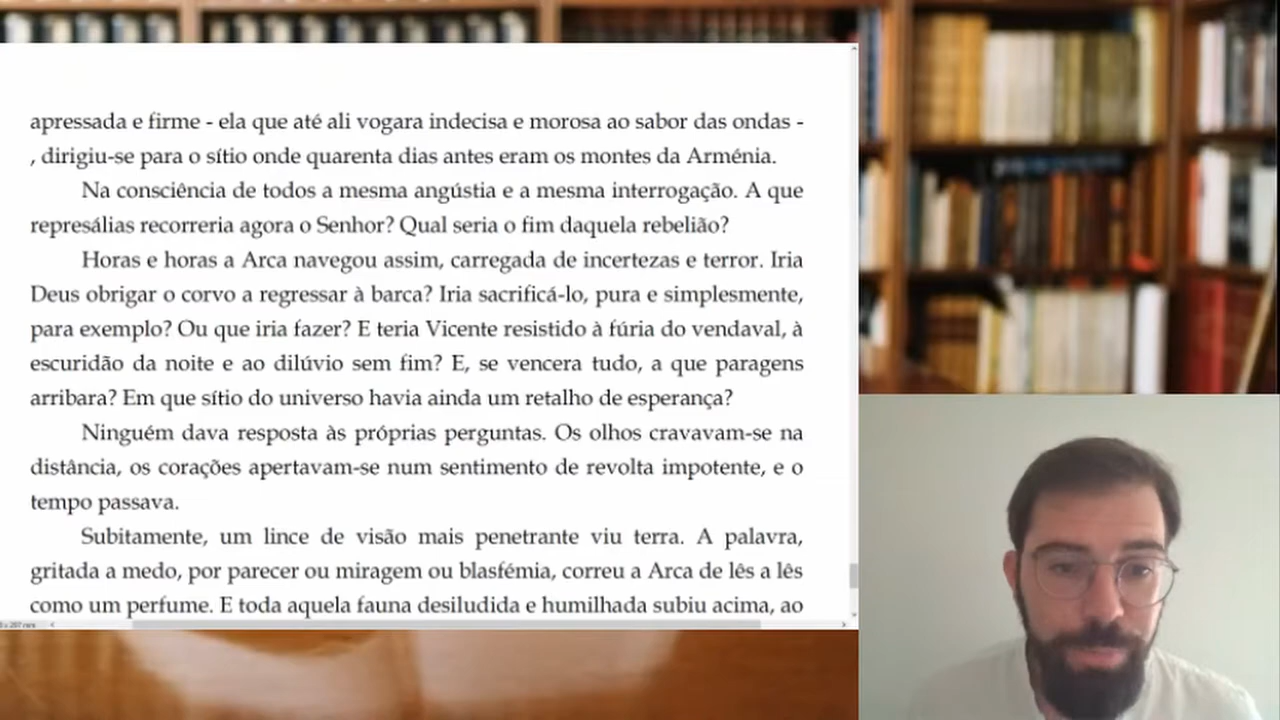 apressada e firme - ela que até ali vogara indecisa e morosa ao sabor das ondas -
, dirigiu-se para o sítio onde quarenta dias antes eram os montes da Arménia.
Na consciência de todos a mesma angústia e a mesma interrogação. A que
represálias recorreria agora o Senhor? Qual seria o fim daquela rebelião?
Horas e horas a Arca navegou assim, carregada de incertezas e terror. Iria
Deus obrigar o corvo a regressar à barca? Iria sacrificá-lo, pura e simplesmente,
para exemplo? Ou que iria fazer? E teria Vicente resistido à fúria do vendaval, à
escuridão da noite e ao dilúvio sem fim? E, se vencera tudo, a que paragens
arribara? Em que sítio do universo havia ainda um retalho de esperança?
Ninguém dava resposta às próprias perguntas. Os olhos cravavam-se na
distância, os corações apertavam-se num sentimento de revolta impotente, e o
tempo passava.
Subitamente, um lince de visão mais penetrante viu terra. A palavra,
gritada a medo, por parecer ou miragem ou blasfémia, correu a Arca de lês a lês
como um perfume. E toda aquela fauna desiludida e humilhada subiu acima, ao